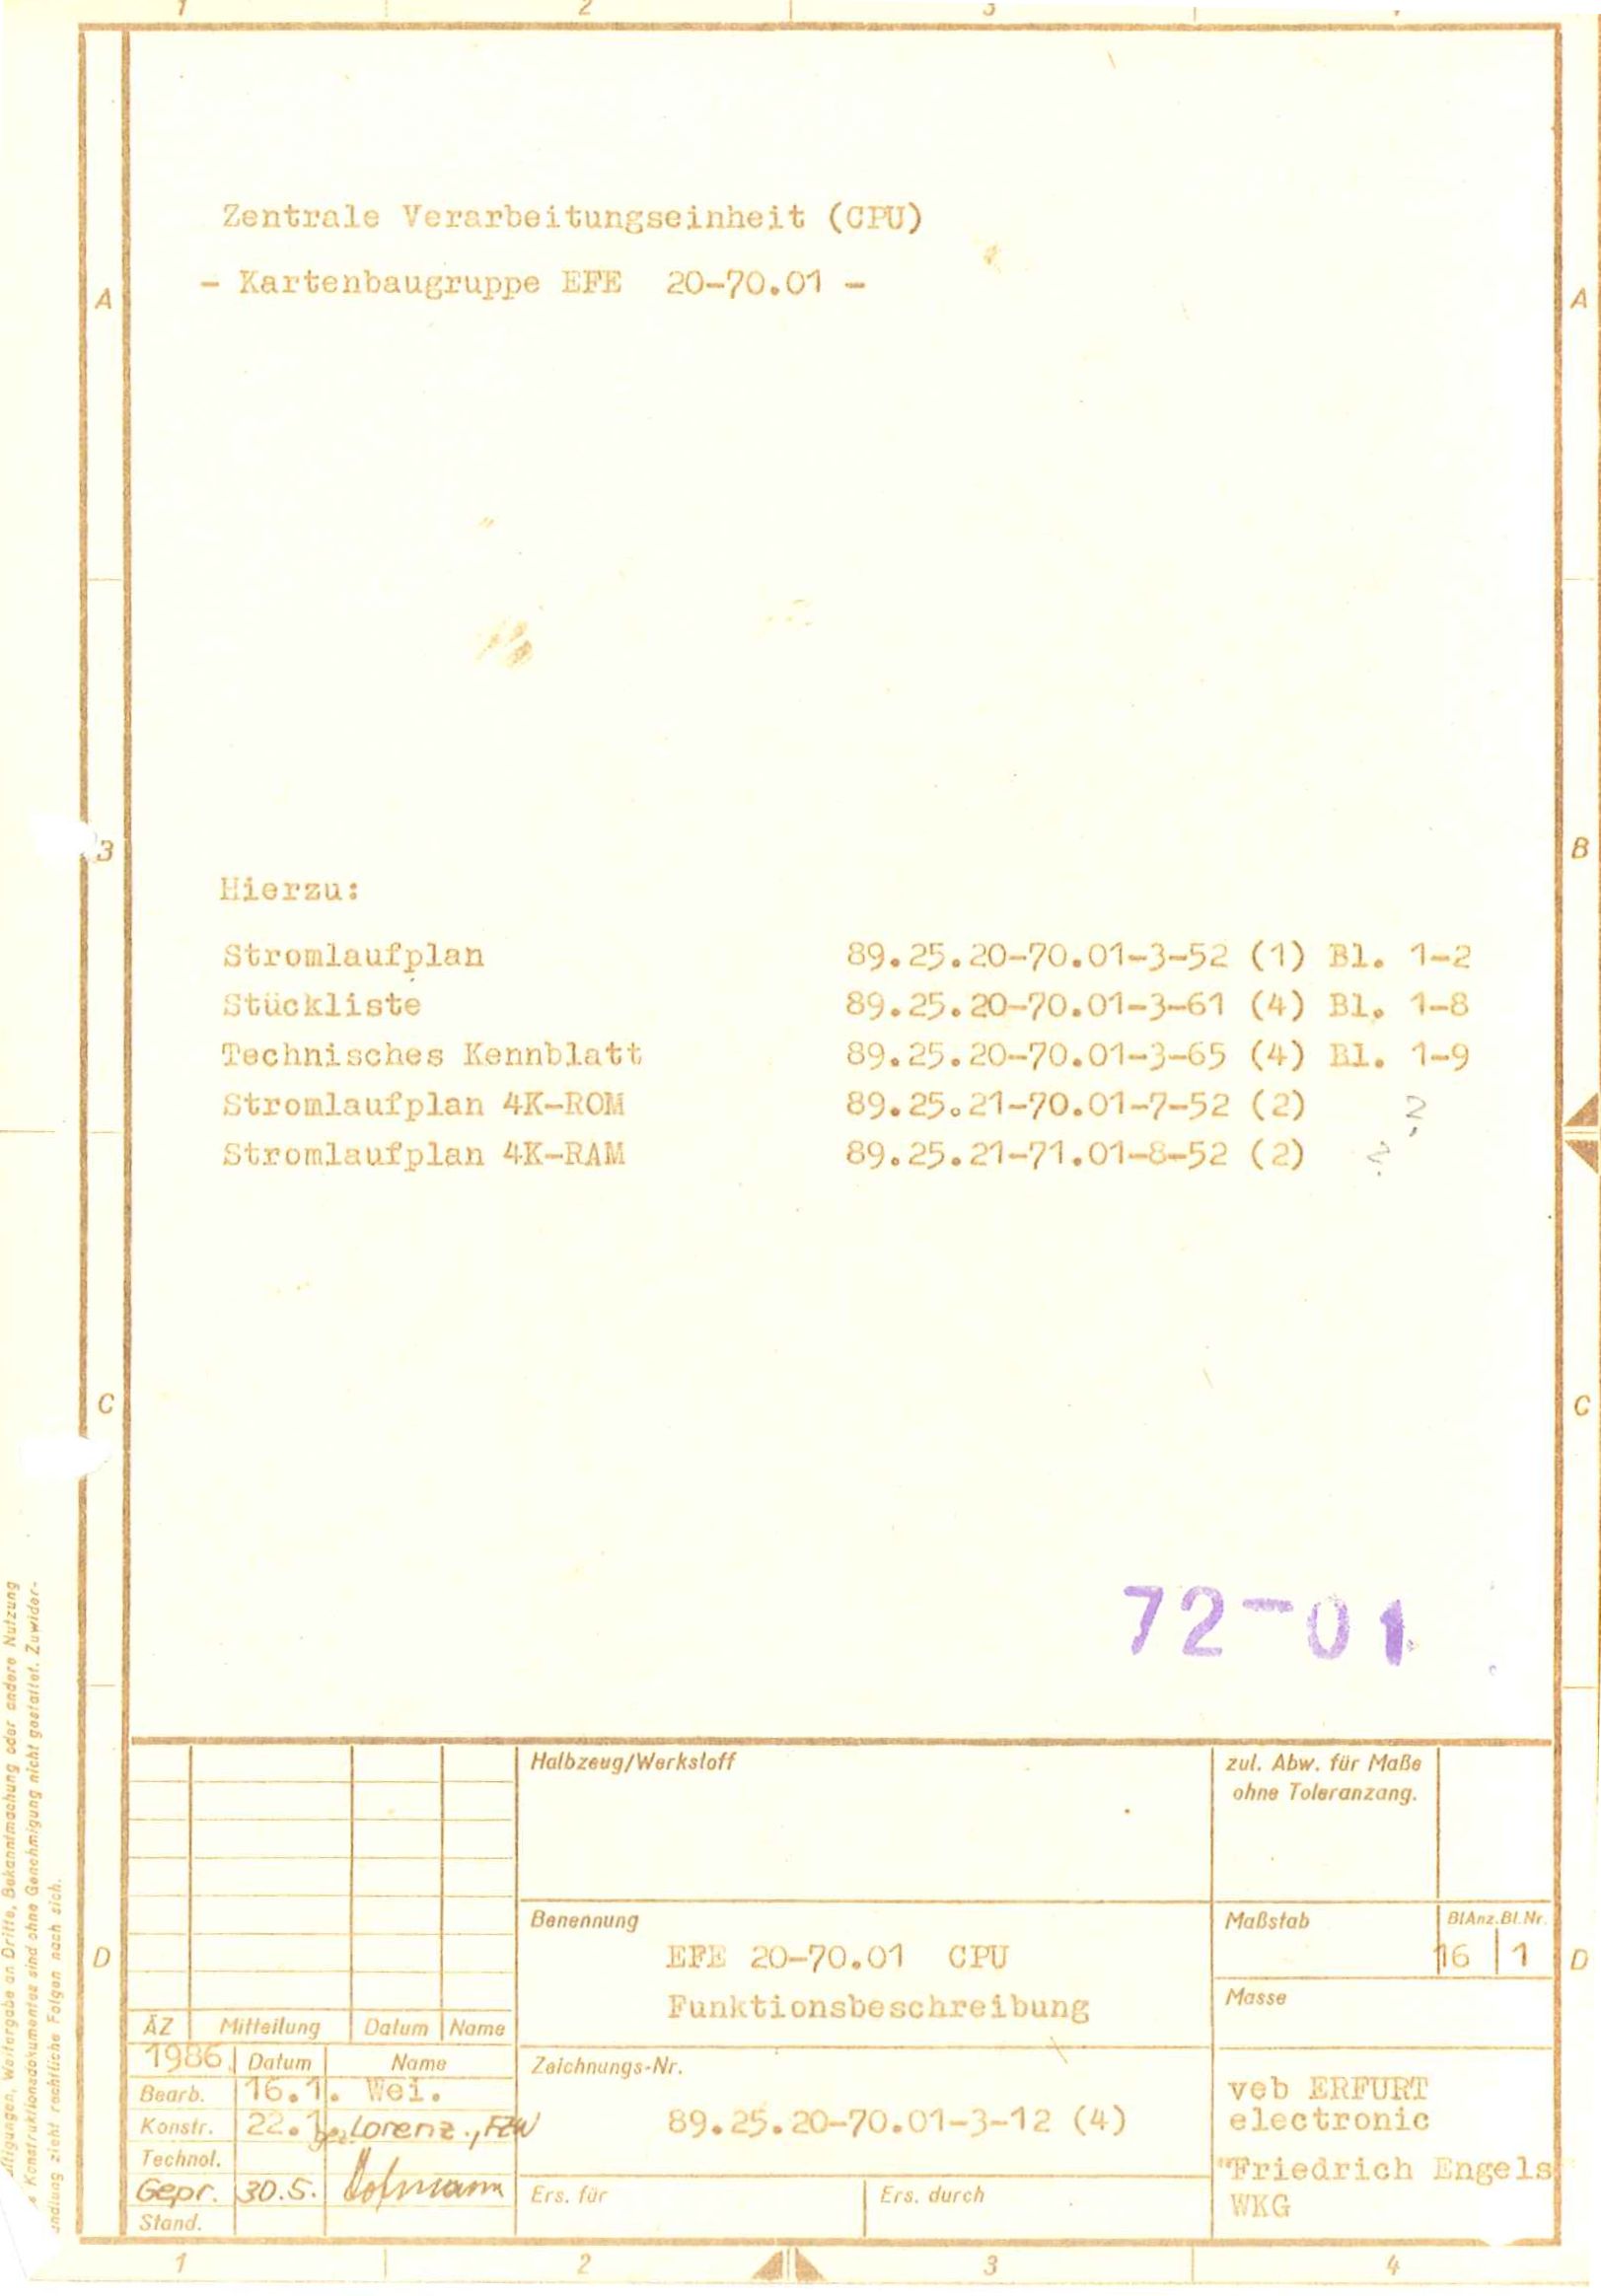 1 2 3
A A
Zentrale Verarbeitungseinheit (CPU)
- Kartenbaugruppe EFE 20-70.01 -
B
Hierzu:
Stromlaufplan 89.25.20-70.01-3-52 (1) Bl. 1-2
Stückliste 89.25.20-70.01-3-61 (4) Bl. 1-8
Technisches Kennblatt 89.25.20-70.01-3-65 (4) Bl. 1-9
Stromlaufplan 4K-ROM 89.25.21-70.01-7-52 (2) ?
Stromlaufplan 4K-RAM 89.25.21-71.01-8-52 (2) ?
C C
72-01
Weitergabe an Dritte, Bekanntmachung oder andere Nutzung
Konstruktionsdokumentes sind ohne Genehmigung nicht gestattet. Zuwider-
andlung zieht rechtliche Folgen nach sich.
Halbzeug/Werkstoff
zul. Abw. für Maße
ohne Toleranzang.
Benennung
EFE 20-70.01 CPU
Funktionsbeschreibung
Maßstab
BlAnz. Bl.Nr.
16 1
D D
Masse
ÄZ Mitteilung Datum Name
1986 Datum Name
Bearb. 16.1. Wei.
Konstr. 22.1. gez. Lorenz.,
Technol.
Gepr. 30.5.
Stand.
Zeichnungs-Nr.
89.25.20-70.01-3-12 (4)
Ers. für
Ers. durch
veb ERFURT
electronic
"Friedrich Engels
WKG
1 2 3 4